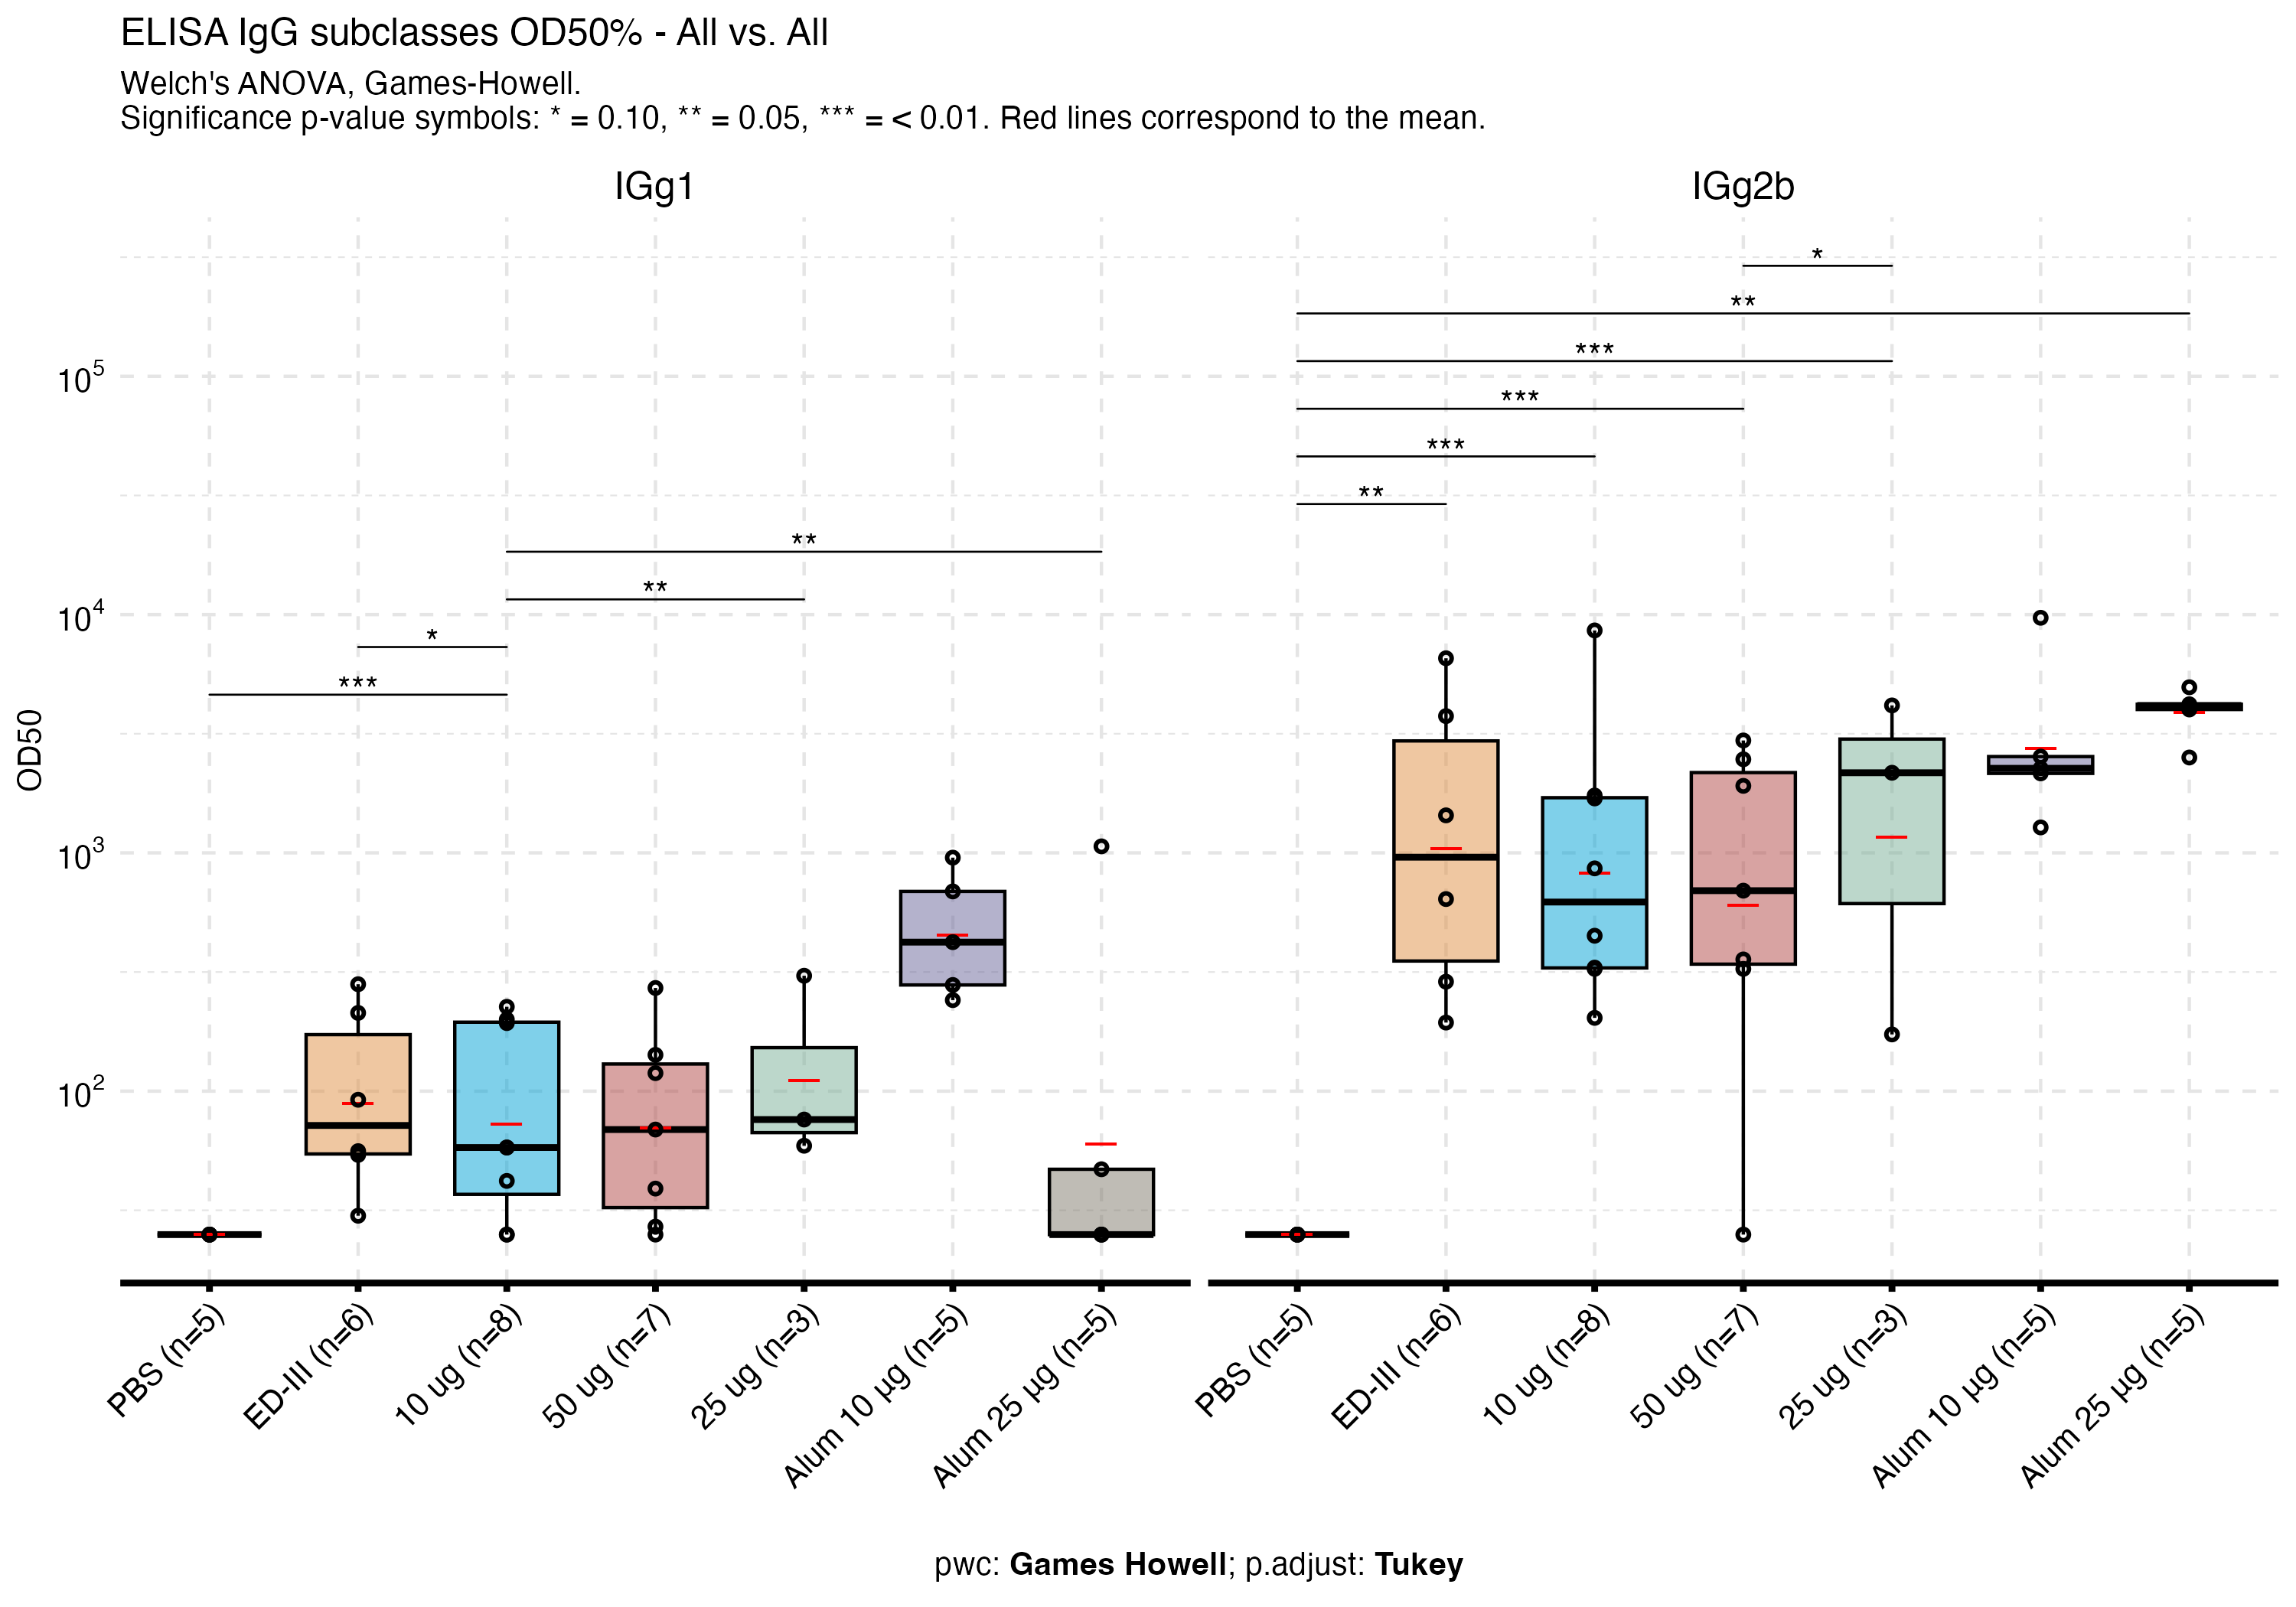 ELISA IgG subclasses OD50% - All vs. All
Welch's ANOVA, Games-Howell.
Significance p-value symbols: * = 0.10, ** = 0.05, *** = < 0.01. Red lines correspond to the mean.
IGg1
IGg2b
*
**
***
***
***
**
**
**
*
***
10^5
10^4
10^3
10^2
OD50
PBS (n=5)
ED-III (n=6)
10 ug (n=8)
50 ug (n=7)
25 ug (n=3)
Alum 10 µg (n=5)
Alum 25 µg (n=5)
PBS (n=5)
ED-III (n=6)
10 ug (n=8)
50 ug (n=7)
25 ug (n=3)
Alum 10 µg (n=5)
Alum 25 µg (n=5)
pwc: Games Howell; p.adjust: Tukey